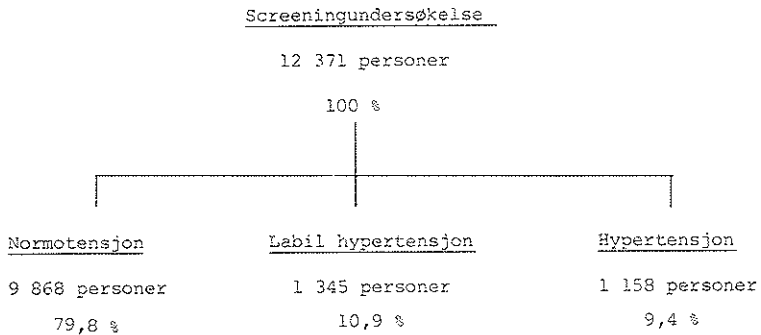 Screeningundersøkelse
12 371 personer
100 %
Normotensjon
9 868 personer
79,8 %
Labil hypertensjon
1 345 personer
10,9 %
Hypertensjon
1 158 personer
9,4 %